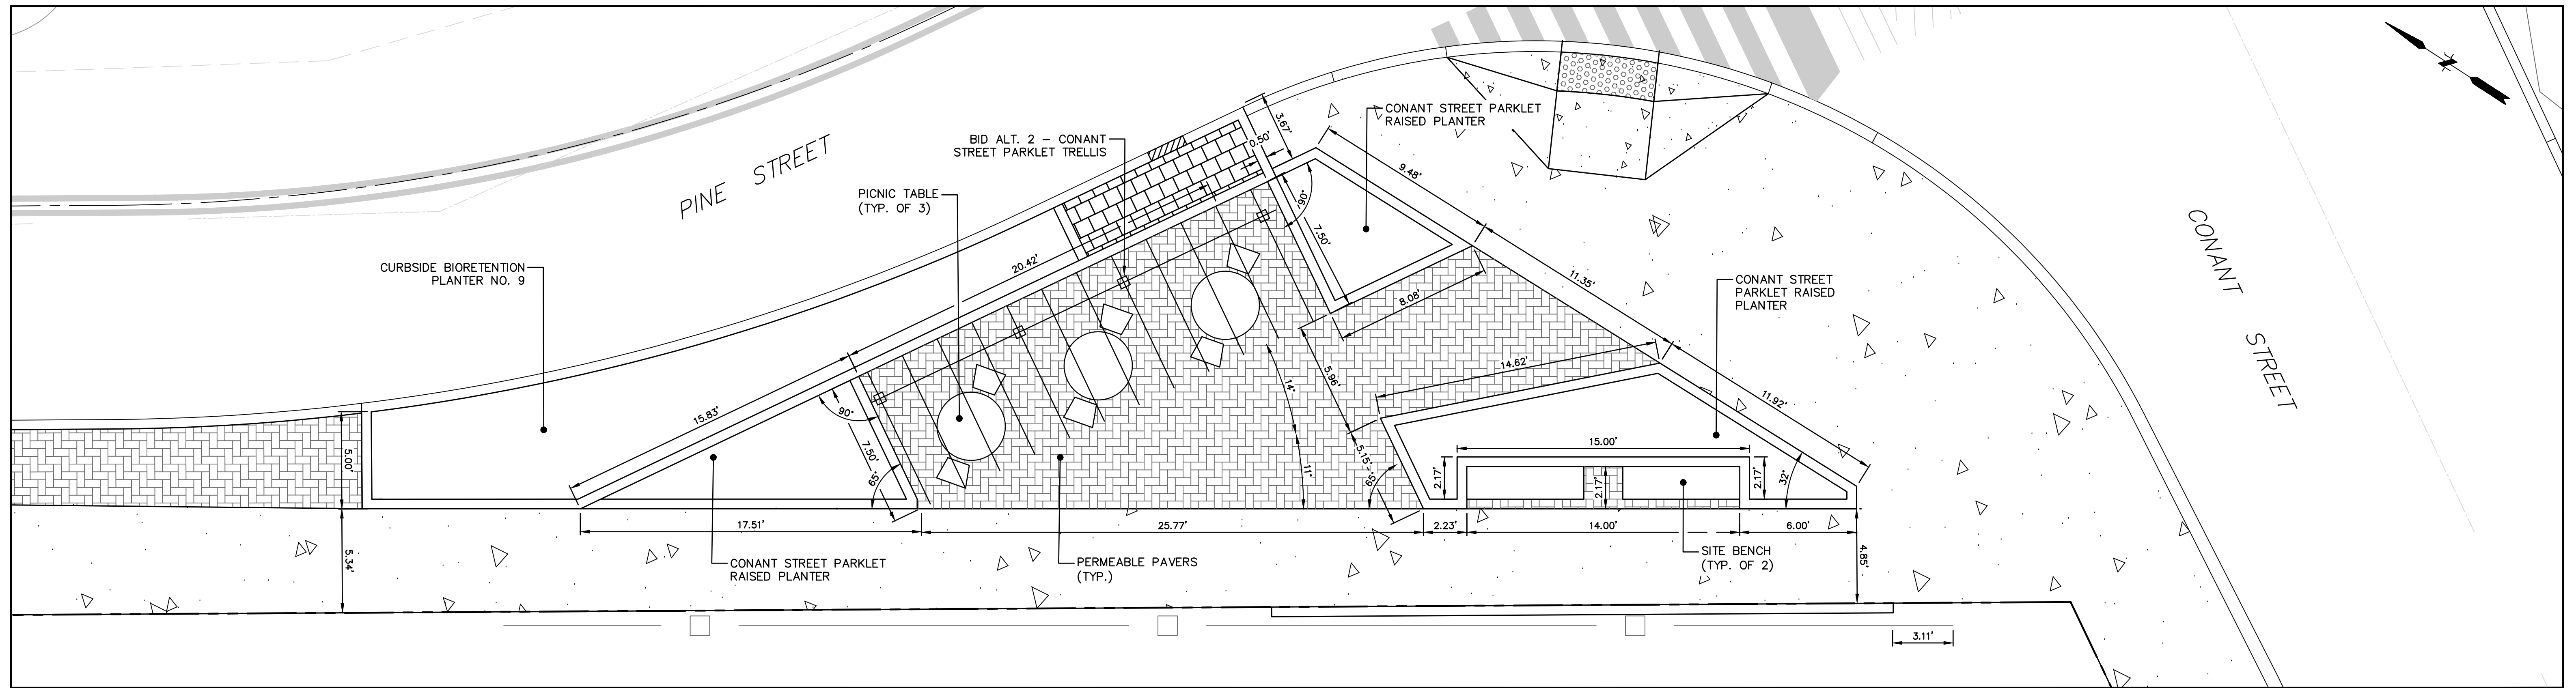 PINE STREET
CONANT STREET
BID ALT. 2 – CONANT
STREET PARKLET TRELLIS
CONANT STREET PARKLET
RAISED PLANTER
PICNIC TABLE
(TYP. OF 3)
CURBSIDE BIORETENTION
PLANTER NO. 9
CONANT STREET
PARKLET RAISED
PLANTER
3.67'
0.50'
9.48'
90°
7.50'
20.42'
8.08'
11.35'
15.83'
90°
7.50'
65°
14°
11°
5.96'
5.15'
65°
14.62'
11.92'
15.00'
2.17'
2.17'
2.17'
32°
5.00'
5.34'
17.51'
25.77'
2.23'
14.00'
6.00'
4.85'
3.11'
CONANT STREET PARKLET
RAISED PLANTER
PERMEABLE PAVERS
(TYP.)
SITE BENCH
(TYP. OF 2)